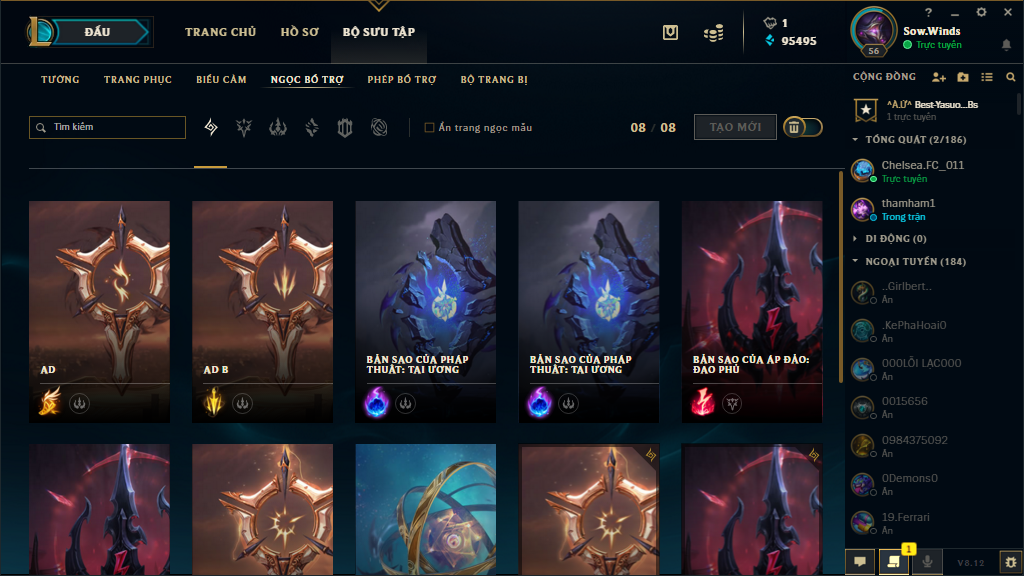 ĐẤU
TRANG CHỦ
HỒ SƠ
BỘ SƯU TẬP
1
95495
56
Sow.Winds
Trực tuyến
TƯỚNG
TRANG PHỤC
BIỂU CẢM
NGỌC BỔ TRỢ
PHÉP BỔ TRỢ
BỘ TRANG BỊ
Tìm kiếm
Ẩn trang ngọc mẫu
08 / 08
TẠO MỚI
AD
AD B
BẢN SAO CỦA PHÁP
THUẬT: TAI ƯƠNG
BẢN SAO CỦA PHÁP
THUẬT: TAI ƯƠNG
BẢN SAO CỦA ÁP ĐẢO:
ĐAO PHỦ
CỘNG ĐỒNG
^Ä.Ữ^ Best-Yasuo...Bs
1 trực tuyến
TỔNG QUÁT (2/186)
Chelsea.FC_011
Trực tuyến
thamham1
Trong trận
DI ĐỘNG (0)
NGOẠI TUYẾN (184)
..Girlbert..
Ẩn
.KePhaHoai0
Ẩn
000LÔI LẠC000
Ẩn
0015656
Ẩn
0984375092
Ẩn
0Demons0
Ẩn
19.Ferrari
Ẩn
1
V8.12